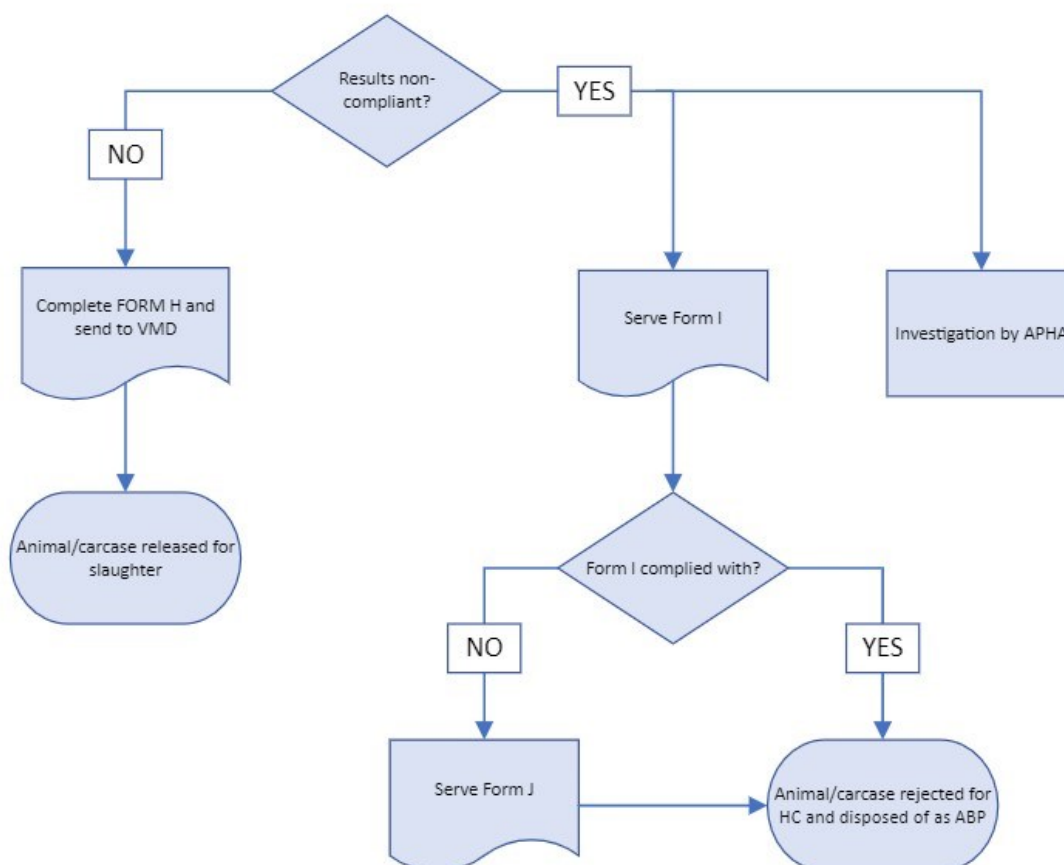 Results non-
compliant?
YES
NO
Complete FORM H and
send to VMD
Serve Form I
Investigation by APHA
Animal/carcase released for
slaughter
Form I complied with?
NO
YES
Serve Form J
Animal/carcase rejected for
HC and disposed of as ABP